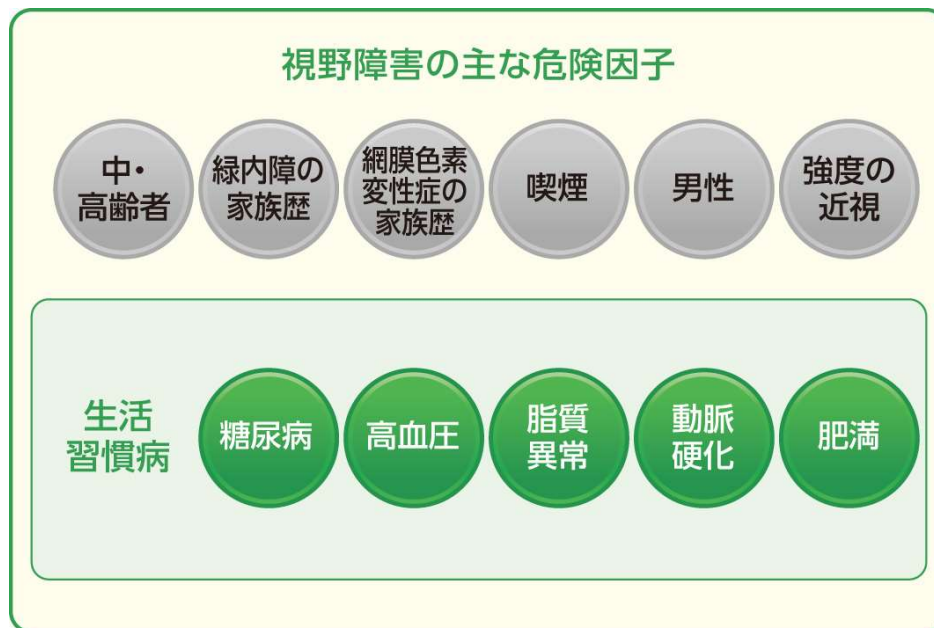 視野障害の主な危険因子
中・
高齢者
緑内障の
家族歴
網膜色素
変性症の
家族歴
喫煙
男性
強度の
近視
生活
習慣病
糖尿病
高血圧
脂質
異常
動脈
硬化
肥満